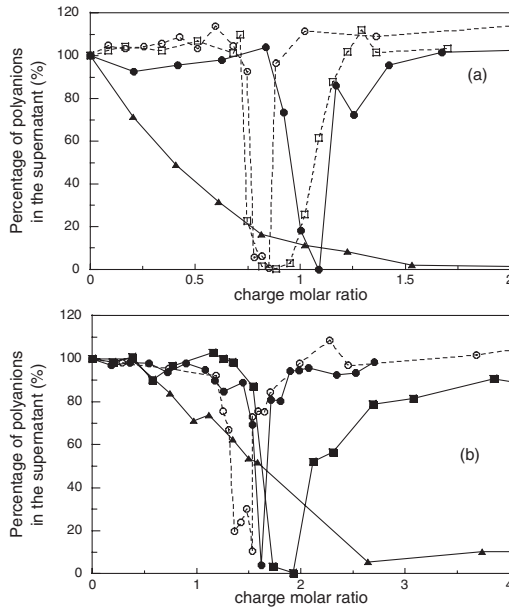 120
100
80
60
40
20
0
Percentage of polyanions
in the supernatant (%)
(a)
0 0.5 1 1.5 2
charge molar ratio
120
100
80
60
40
20
0
Percentage of polyanions
in the supernatant (%)
(b)
0 1 2 3 4
charge molar ratio